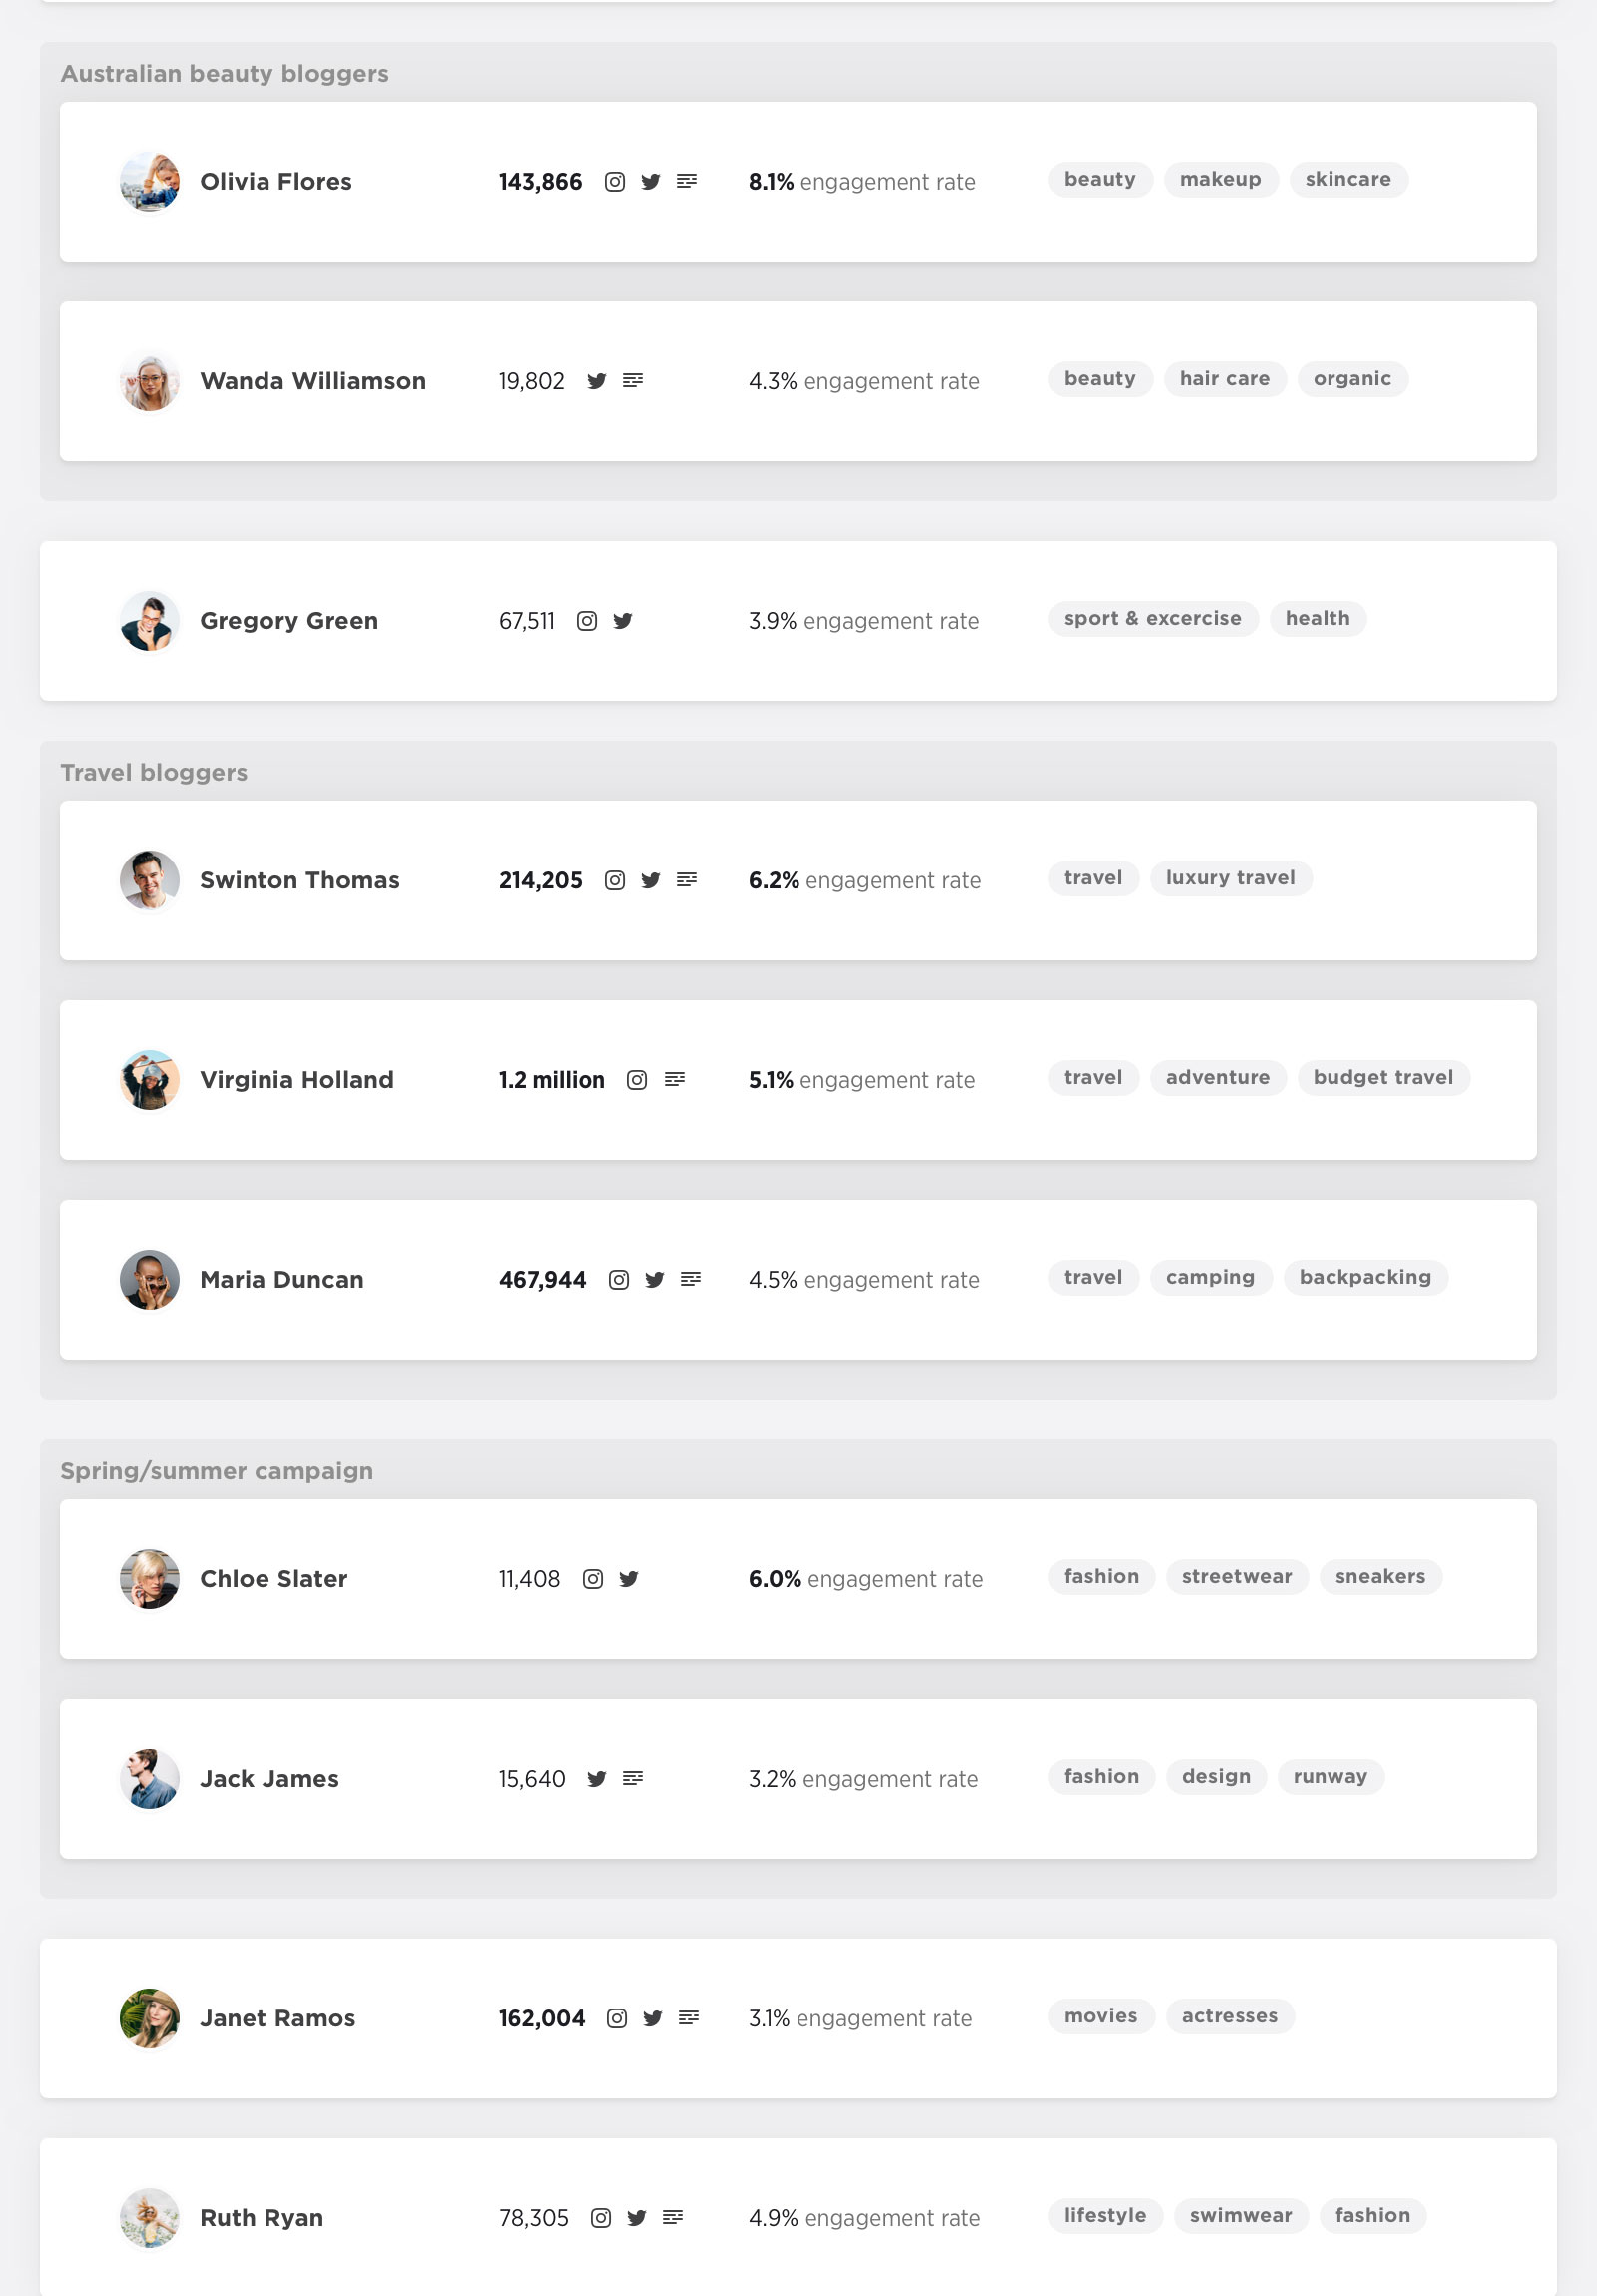 Australian beauty bloggers
Olivia Flores 143,866 8.1% engagement rate beauty makeup skincare
Wanda Williamson 19,802 4.3% engagement rate beauty hair care organic
Gregory Green 67,511 3.9% engagement rate sport & excercise health
Travel bloggers
Swinton Thomas 214,205 6.2% engagement rate travel luxury travel
Virginia Holland 1.2 million 5.1% engagement rate travel adventure budget travel
Maria Duncan 467,944 4.5% engagement rate travel camping backpacking
Spring/summer campaign
Chloe Slater 11,408 6.0% engagement rate fashion streetwear sneakers
Jack James 15,640 3.2% engagement rate fashion design runway
Janet Ramos 162,004 3.1% engagement rate movies actresses
Ruth Ryan 78,305 4.9% engagement rate lifestyle swimwear fashion